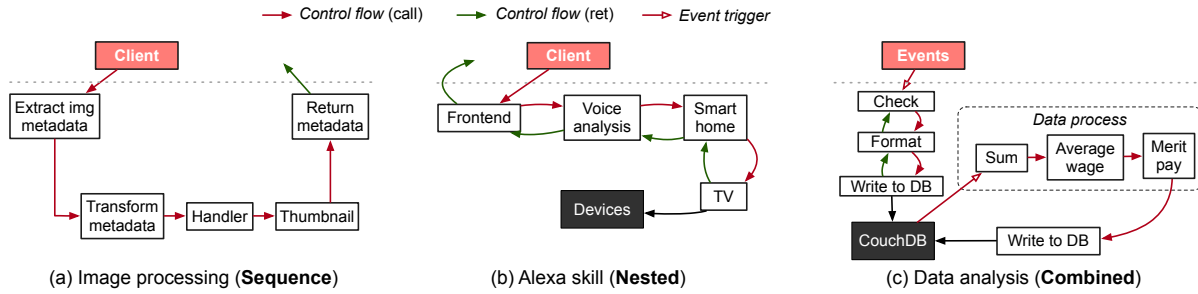 Control flow (call)
Control flow (ret)
Event trigger
Client
Extract img
metadata
Return
metadata
Transform
metadata
Handler
Thumbnail
(a) Image processing (Sequence)
Client
Frontend
Voice
analysis
Smart
home
TV
Devices
(b) Alexa skill (Nested)
Events
Check
Format
Write to DB
CouchDB
Data process
Sum
Average
wage
Merit
pay
Write to DB
(c) Data analysis (Combined)